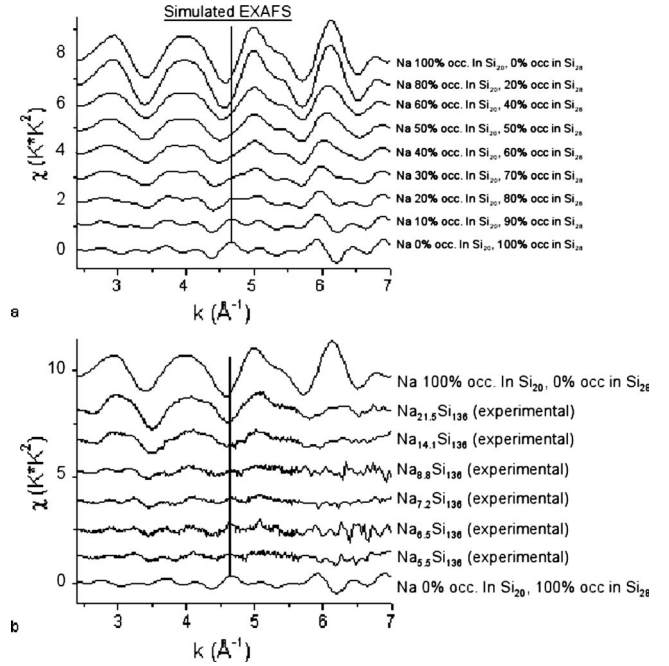 Simulated EXAFS
8
6
4
2
0
χ (K*K²)
Na 100% occ. In Si₂₀, 0% occ in Si₂₈
Na 80% occ. In Si₂₀, 20% occ in Si₂₈
Na 60% occ. In Si₂₀, 40% occ in Si₂₈
Na 50% occ. In Si₂₀, 50% occ in Si₂₈
Na 40% occ. In Si₂₀, 60% occ in Si₂₈
Na 30% occ. In Si₂₀, 70% occ in Si₂₈
Na 20% occ. In Si₂₀, 80% occ in Si₂₈
Na 10% occ. In Si₂₀, 90% occ in Si₂₈
Na 0% occ. In Si₂₀, 100% occ in Si₂₈
3 4 5 6 7
k (Å⁻¹)
a
10
5
0
χ (K*K²)
Na 100% occ. In Si₂₀, 0% occ in Si₂₈
Na₂₁.₅Si₁₃₆ (experimental)
Na₁₄.₁Si₁₃₆ (experimental)
Na₈.₈Si₁₃₆ (experimental)
Na₇.₂Si₁₃₆ (experimental)
Na₆.₅Si₁₃₆ (experimental)
Na₅.₅Si₁₃₆ (experimental)
Na 0% occ. In Si₂₀, 100% occ in Si₂₈
3 4 5 6 7
k (Å⁻¹)
b